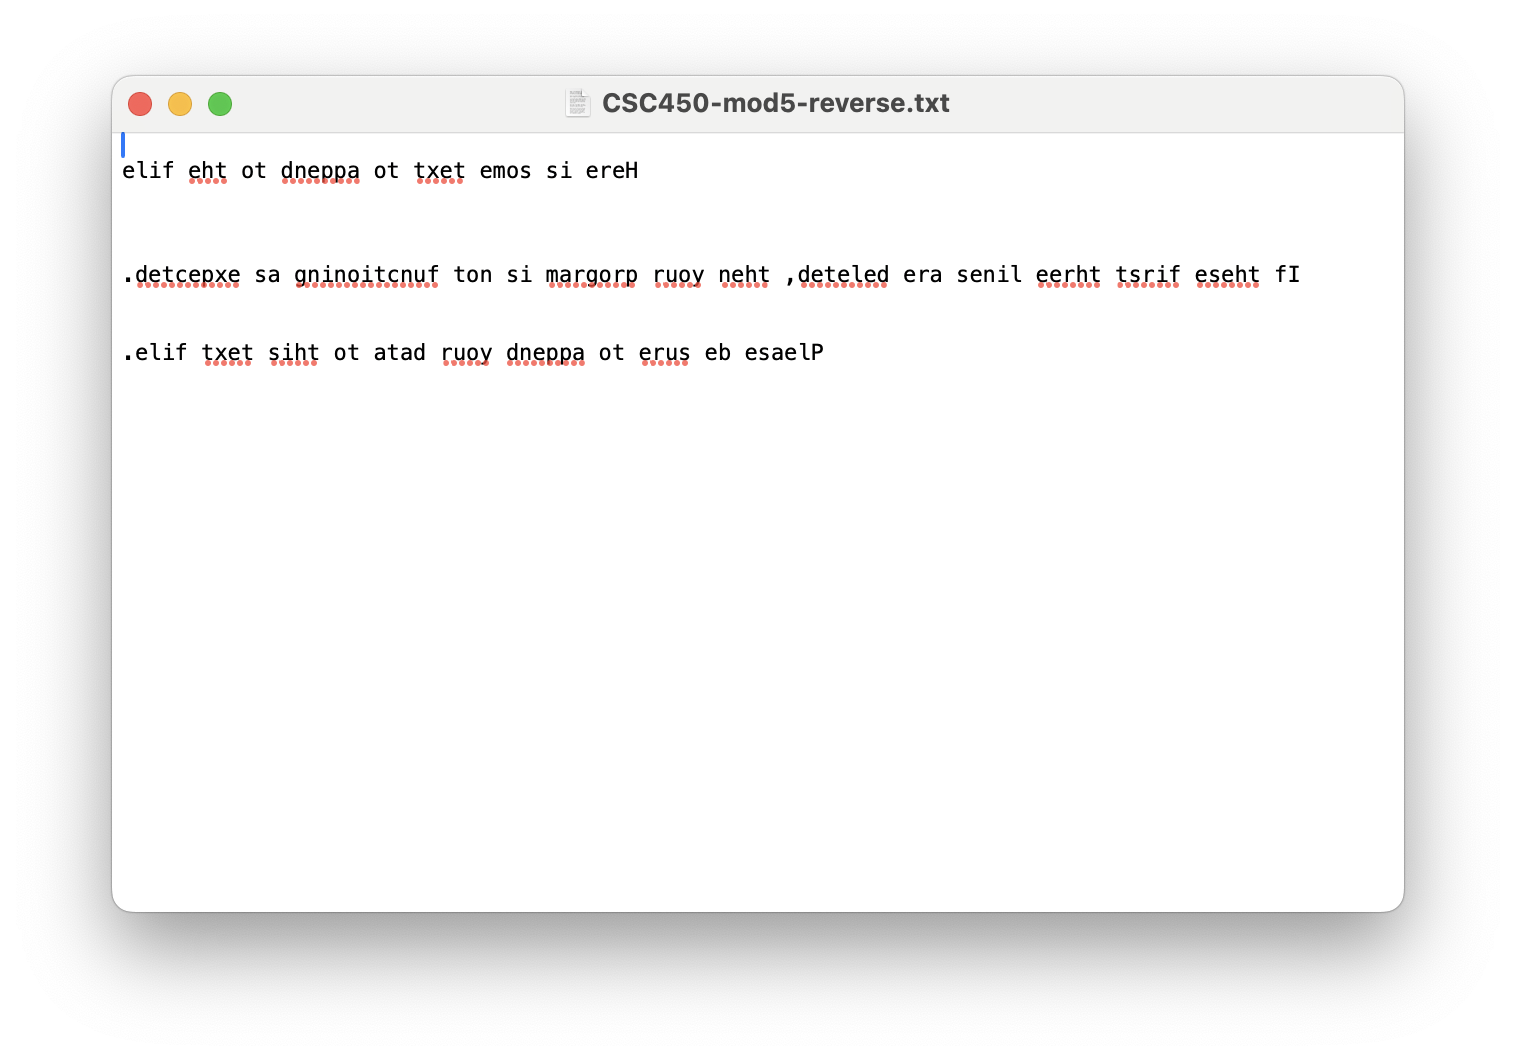 CSC450-mod5-reverse.txt
elif eht ot dneppa ot txet emos si ereH
.detcepxe sa gninoitcnuf ton si margorp ruoy neht ,deteled era senil eerht tsrif eseht fI
.elif txet siht ot atad ruoy dneppa ot erus eb esaelP